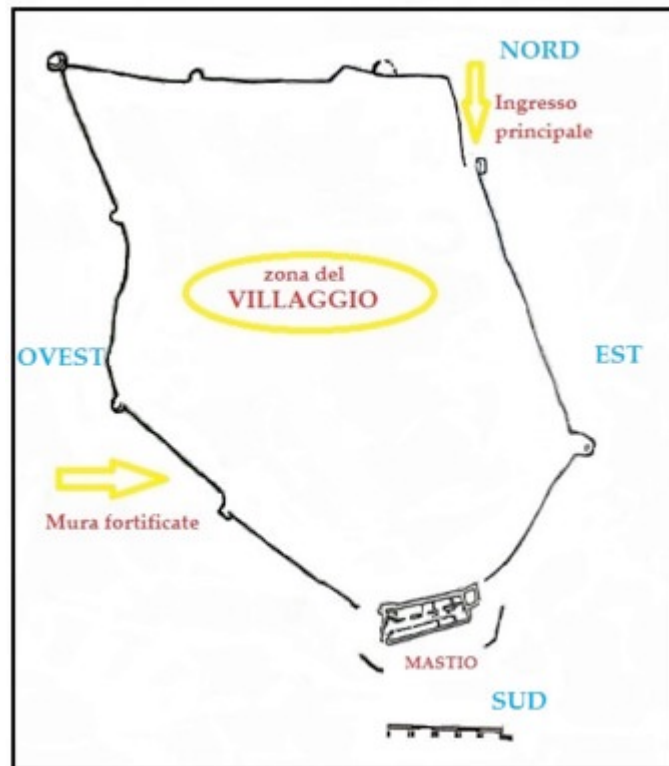 NORD
Ingresso
principale
zona del
VILLAGGIO
OVEST
EST
Mura fortificate
MASTIO
SUD